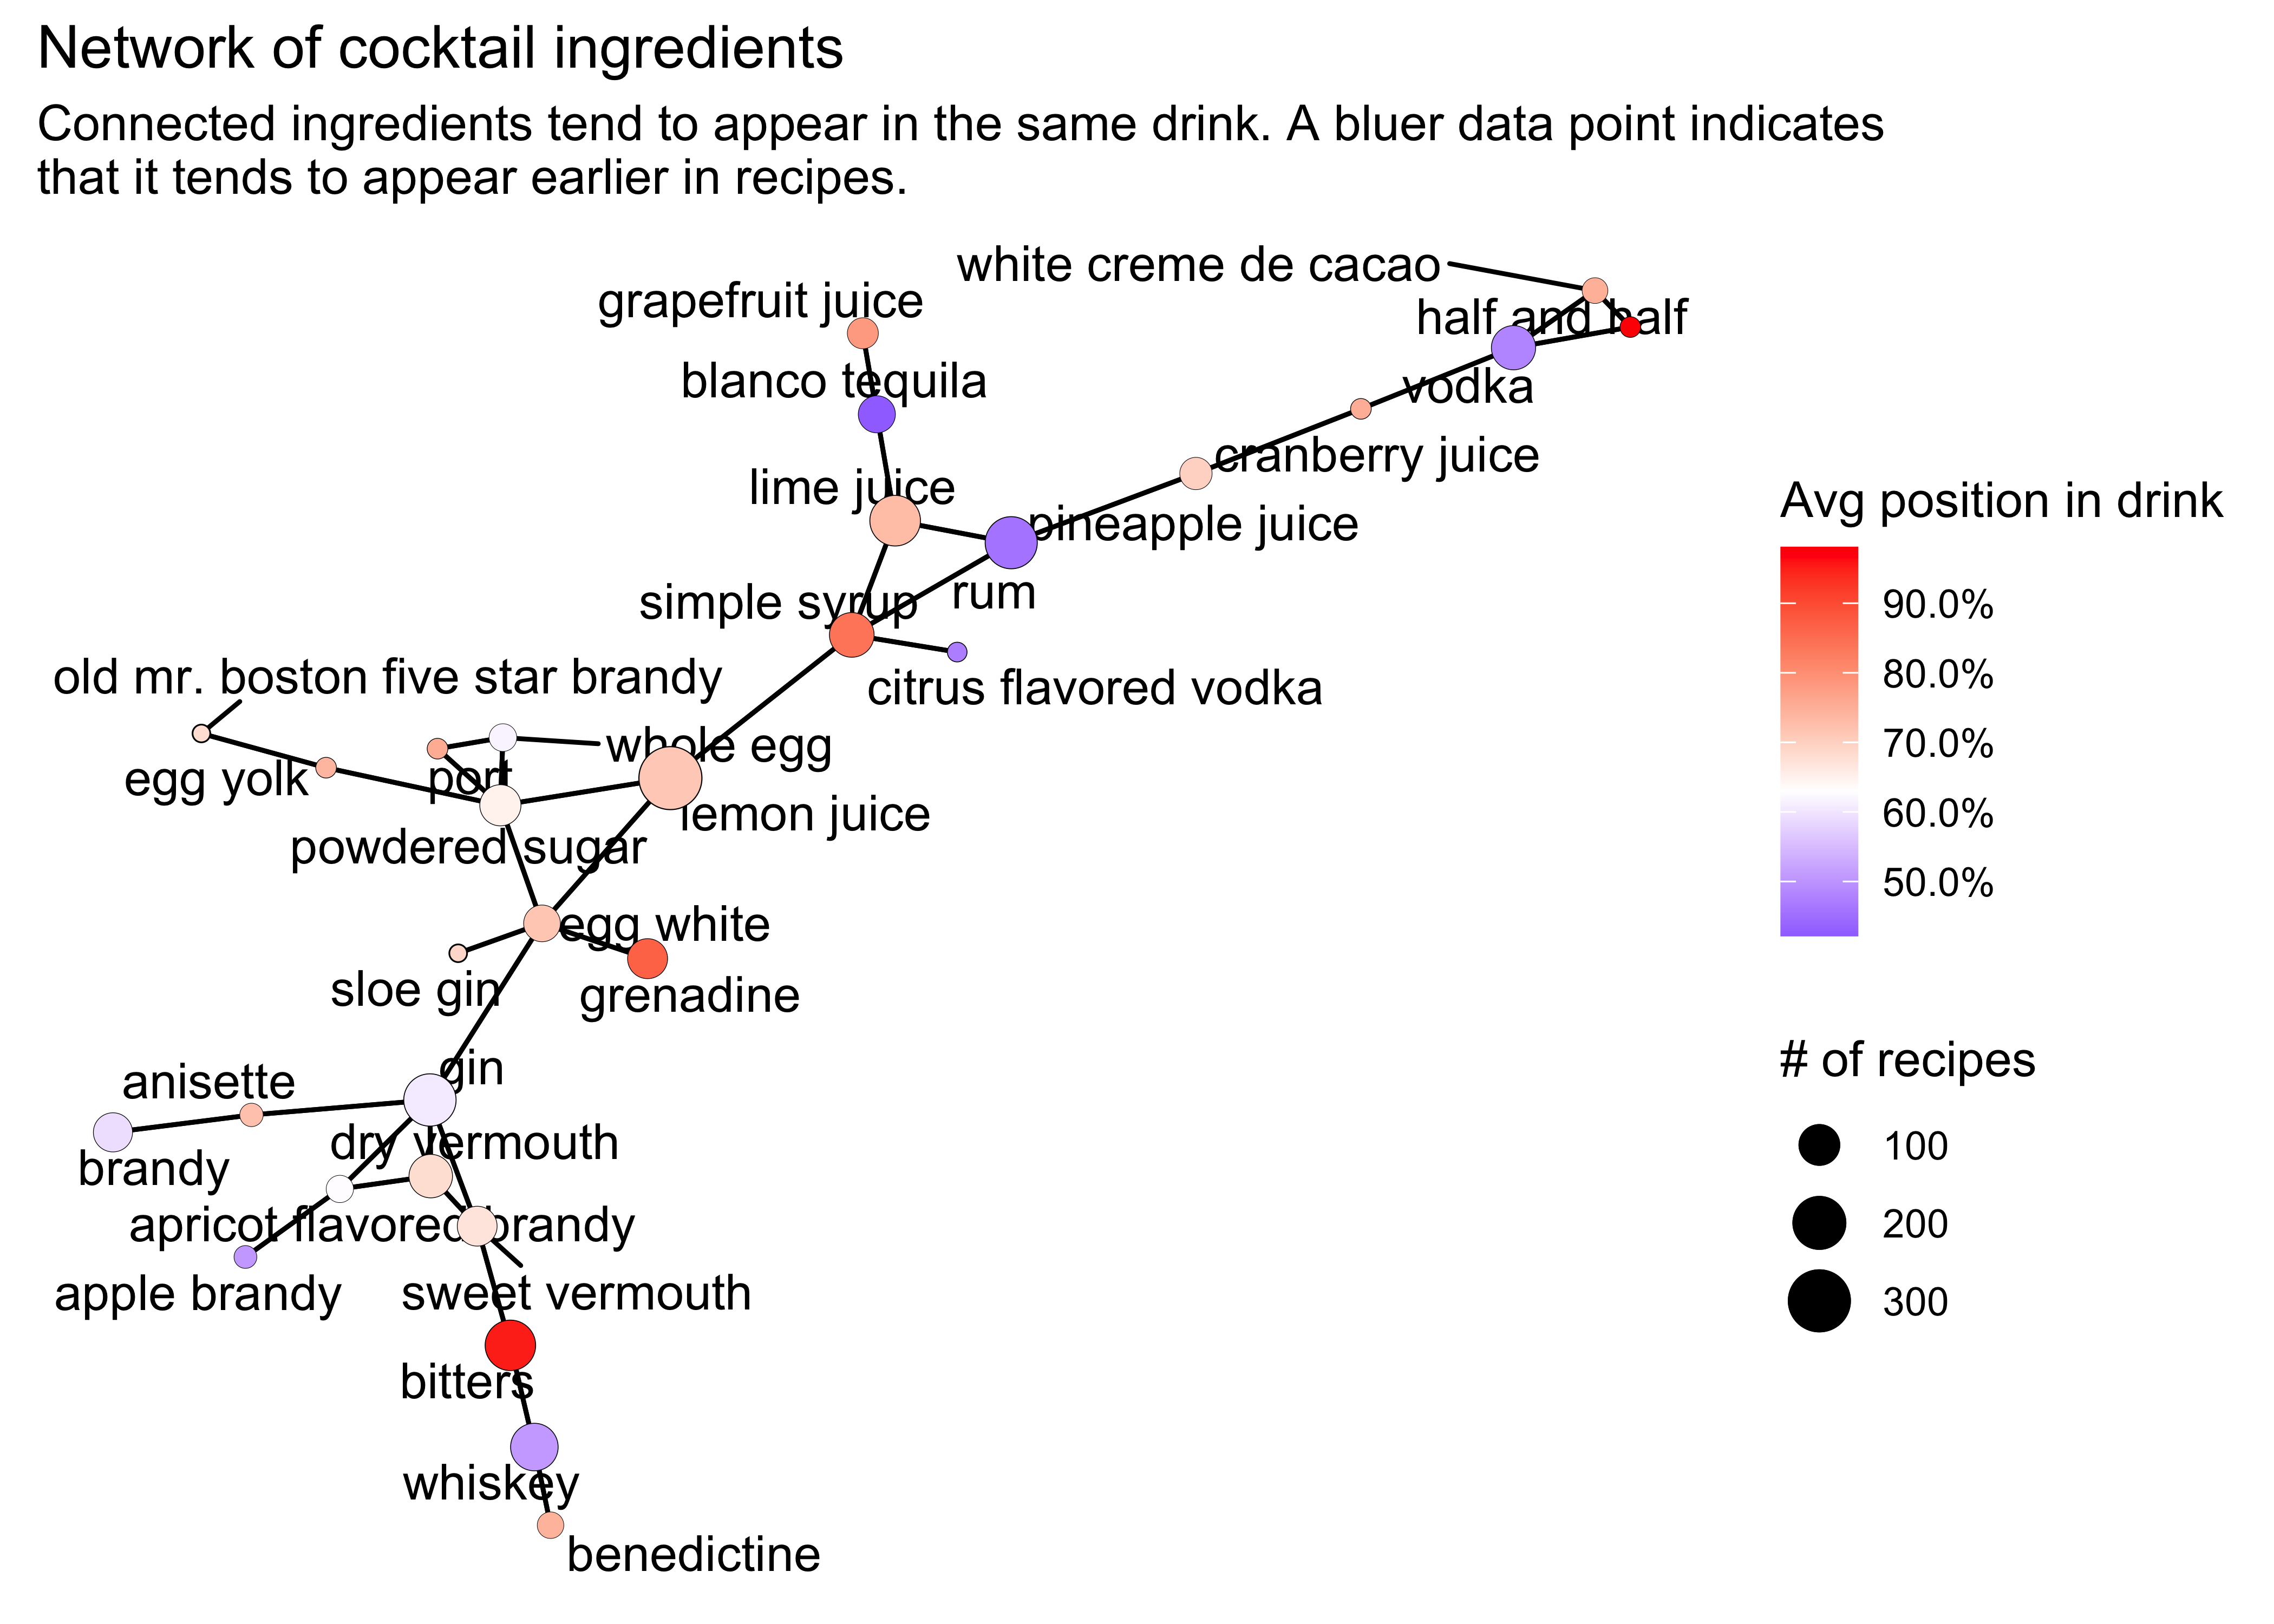 Network of cocktail ingredients
Connected ingredients tend to appear in the same drink. A bluer data point indicates
that it tends to appear earlier in recipes.
white creme de cacao
grapefruit juice
half and half
blanco tequila
vodka
cranberry juice
lime juice
pineapple juice
rum
simple syrup
citrus flavored vodka
old mr. boston five star brandy
whole egg
egg yolk
port
lemon juice
powdered sugar
egg white
sloe gin
grenadine
gin
anisette
dry vermouth
brandy
apricot flavored brandy
apple brandy
sweet vermouth
bitters
whiskey
benedictine
Avg position in drink
90.0%
80.0%
70.0%
60.0%
50.0%
# of recipes
100
200
300